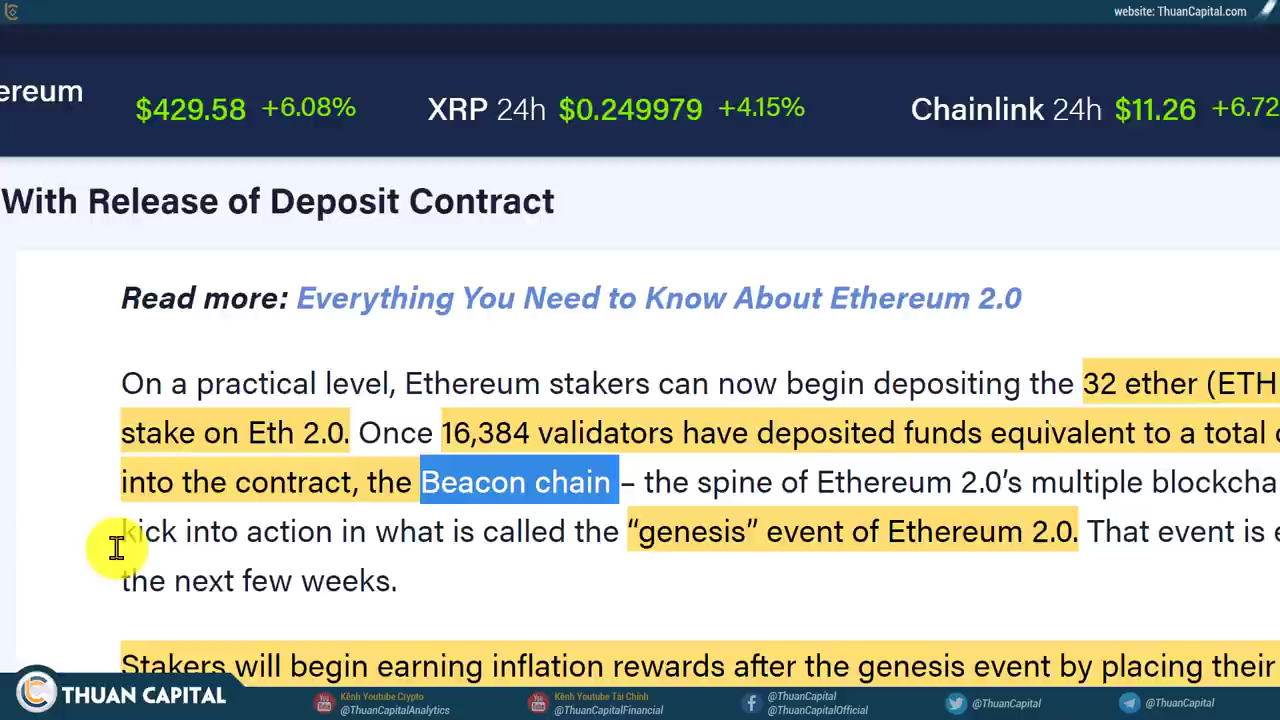 website: ThuanCapital.com
ereum $429.58 +6.08% XRP 24h $0.249979 +4.15% Chainlink 24h $11.26 +6.72
With Release of Deposit Contract
Read more: Everything You Need to Know About Ethereum 2.0
On a practical level, Ethereum stakers can now begin depositing the 32 ether (ETH
stake on Eth 2.0. Once 16,384 validators have deposited funds equivalent to a total
into the contract, the Beacon chain – the spine of Ethereum 2.0's multiple blockcha
kick into action in what is called the “genesis” event of Ethereum 2.0. That event is
the next few weeks.
Stakers will begin earning inflation rewards after the genesis event by placing their
THUAN CAPITAL
Kênh Youtube Crypto
@ThuanCapitalAnalytics
Kênh Youtube Tài Chính
@ThuanCapitalFinancial
@ThuanCapital
@ThuanCapitalOfficial
@ThuanCapital
@ThuanCapital